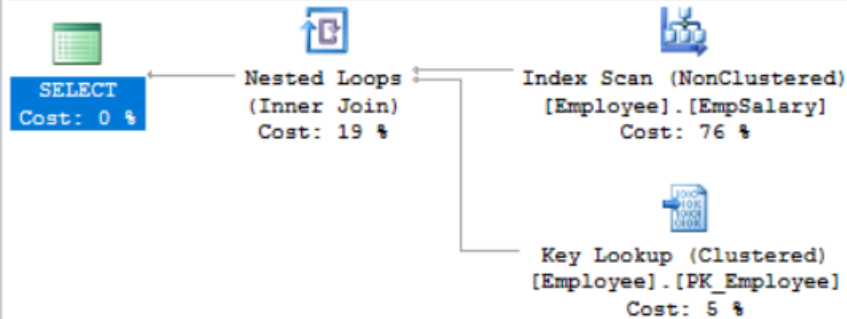 SELECT
Cost: 0 %
Nested Loops
(Inner Join)
Cost: 19 %
Index Scan (NonClustered)
[Employee].[EmpSalary]
Cost: 76 %
Key Lookup (Clustered)
[Employee].[PK_Employee]
Cost: 5 %